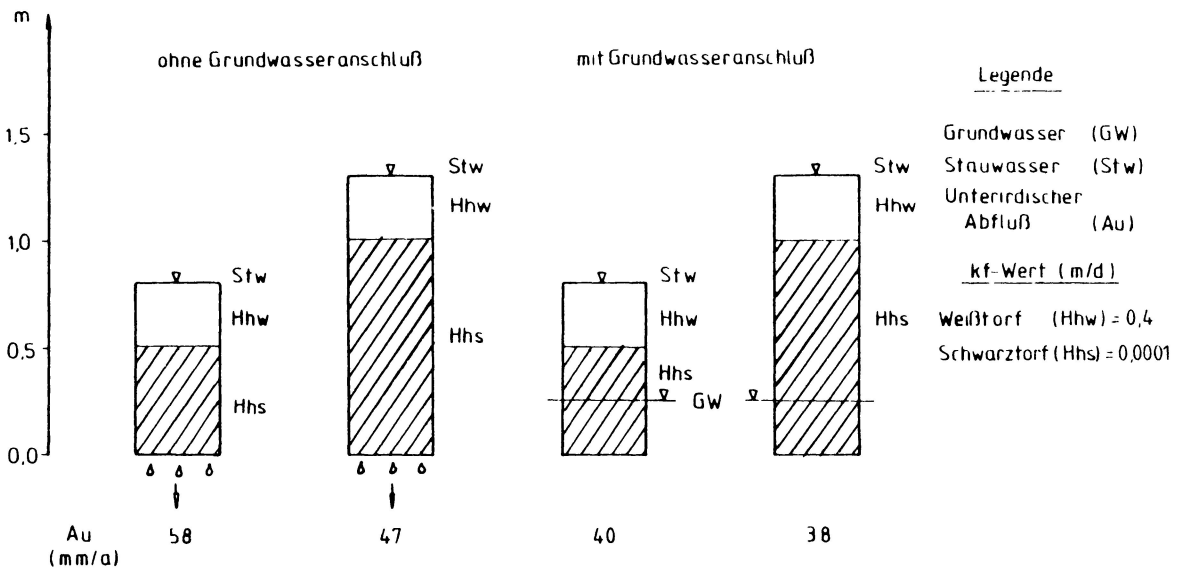 m
ohne Grundwasseranschluß
mit Grundwasseranschluß
1,5
1,0
0,5
0,0
Stw
Hhw
Hhs
Stw
Hhw
Hhs
Stw
Hhw
Hhs
GW
Stw
Hhw
Hhs
Au
(mm/a)
58
47
40
38
Legende
Grundwasser (GW)
Stauwasser (Stw)
Unterirdischer
Abfluß (Au)
kf-Wert (m/d)
Weißtorf (Hhw) = 0,4
Schwarztorf (Hhs) = 0,0001